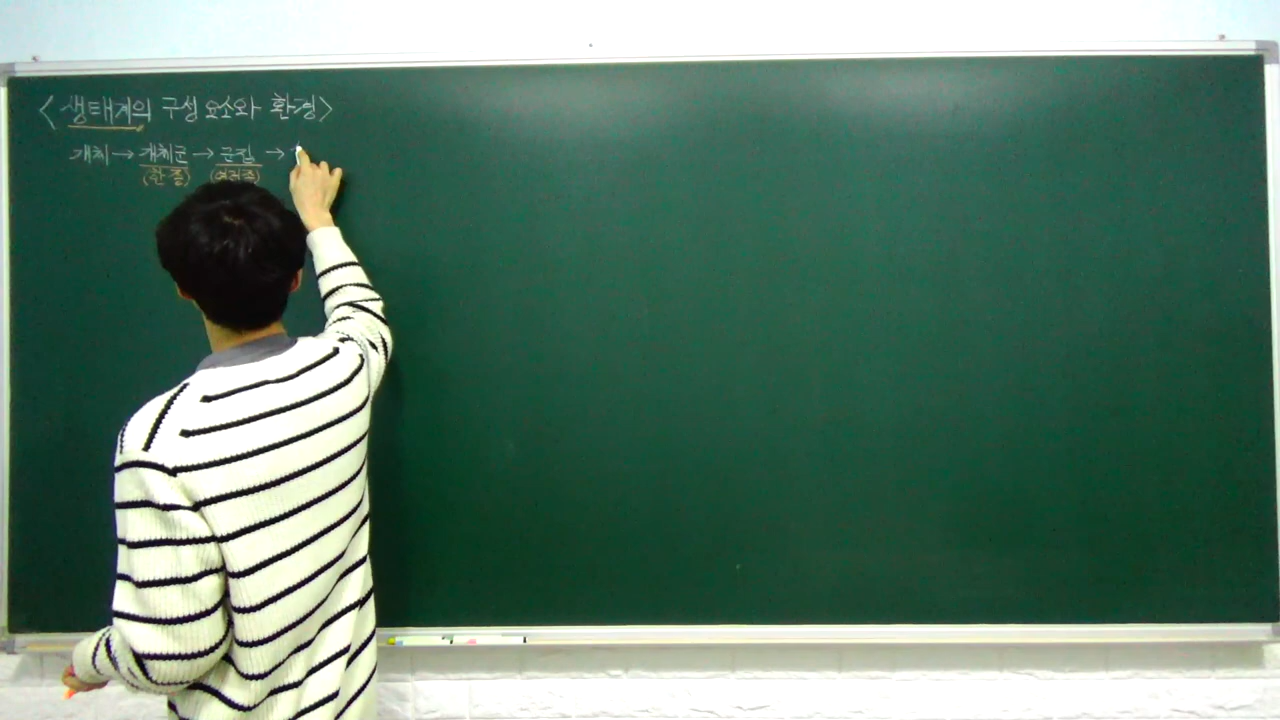 <생태계의 구성 요소와 환경>
개체 → 개체군 → 군집 →
(한 종) (여러 종)